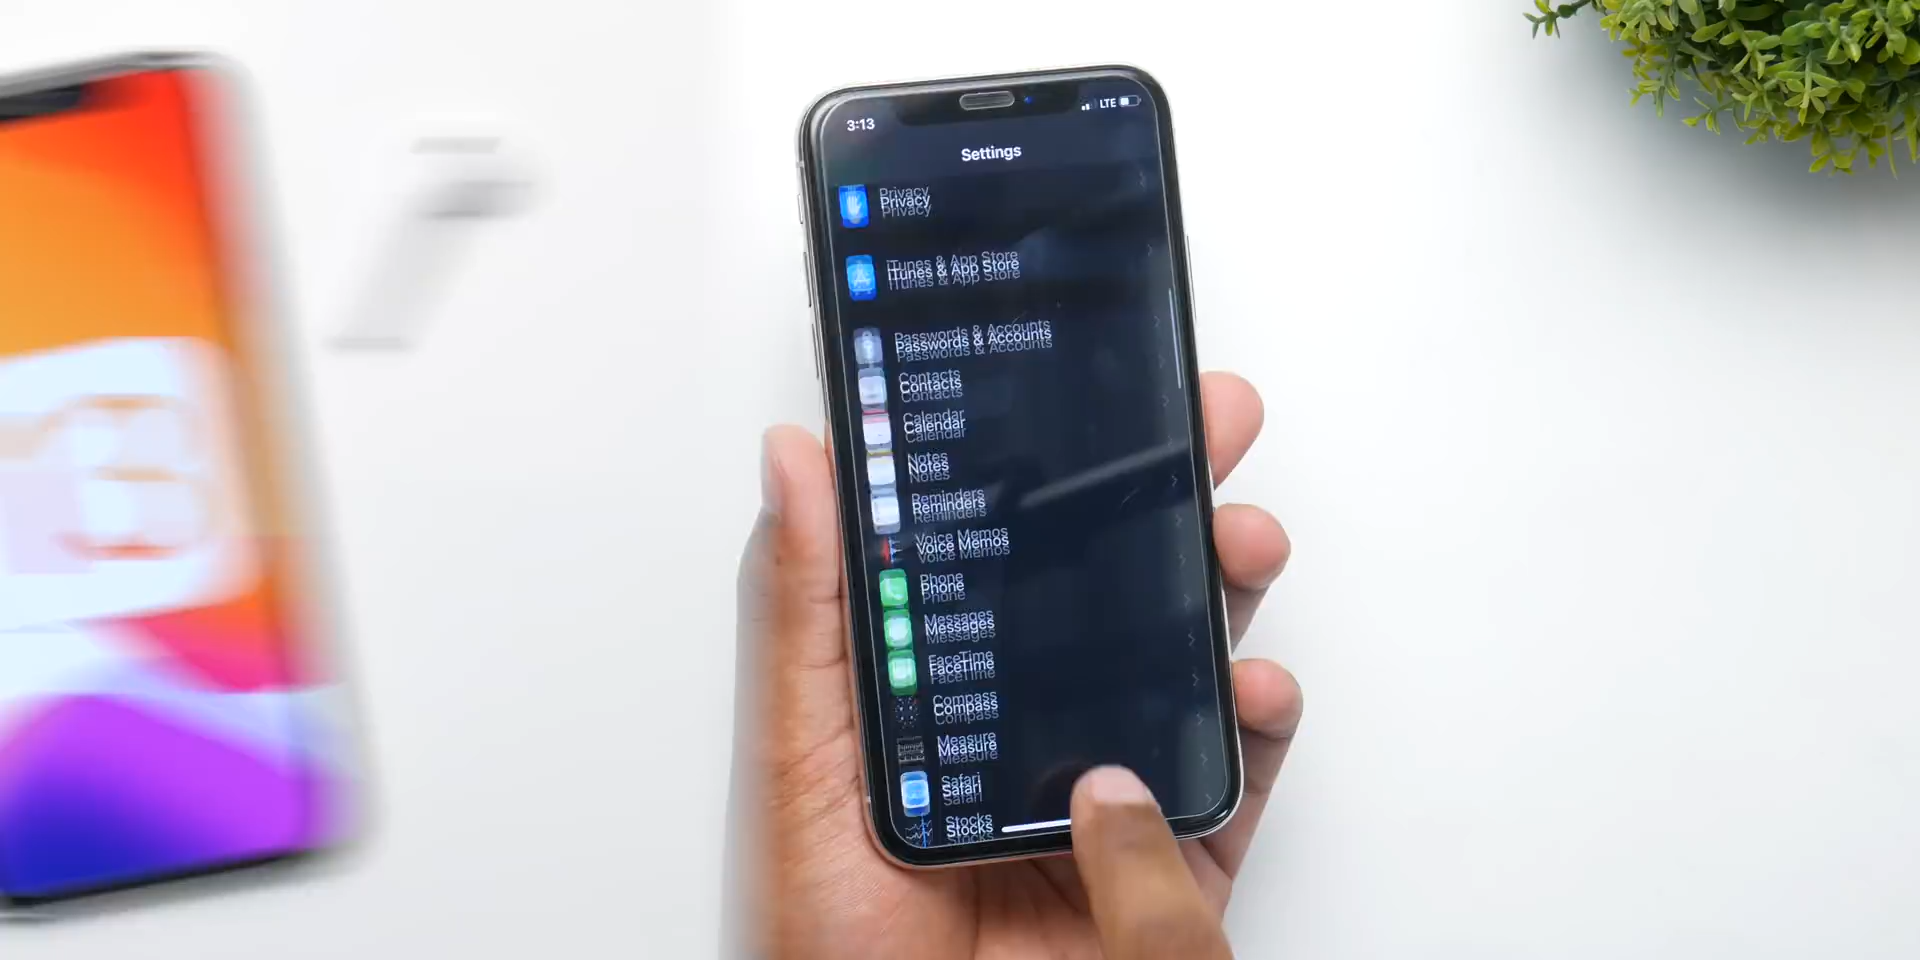 3:13
LTE
Settings
Privacy
iTunes & App Store
Passwords & Accounts
Contacts
Calendar
Notes
Reminders
Voice Memos
Phone
Messages
FaceTime
Compass
Measure
Safari
Stocks